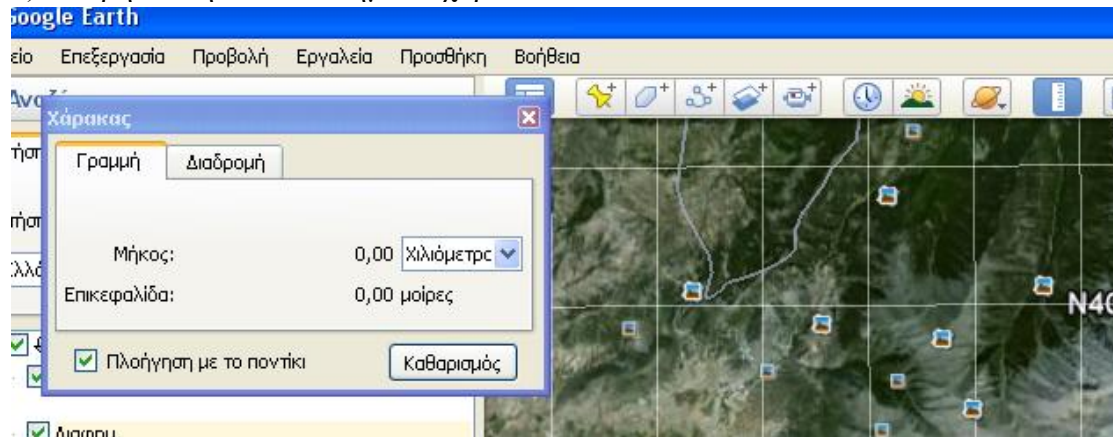 Google Earth
είο Επεξεργασία Προβολή Εργαλεία Προσθήκη Βοήθεια
Χάρακας
Γραμμή Διαδρομή
Μήκος: 0,00 Χιλιόμετρα
Επικεφαλίδα: 0,00 μοίρες
Πλοήγηση με το ποντίκι Καθαρισμός
N40